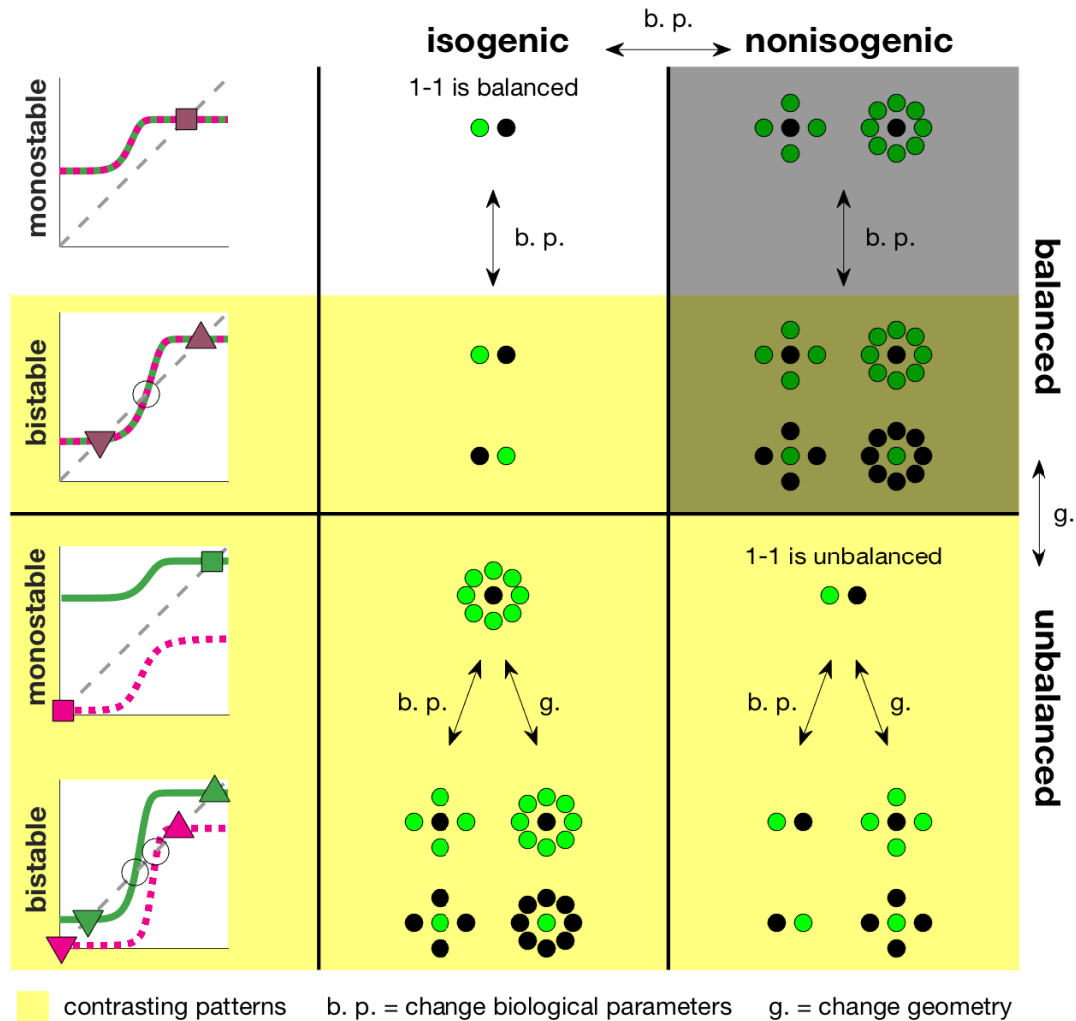 b. p.
isogenic
nonisogenic
monostable
1-1 is balanced
b. p.
b. p.
balanced
bistable
g.
monostable
1-1 is unbalanced
unbalanced
b. p.
g.
b. p.
g.
bistable
contrasting patterns
b. p. = change biological parameters
g. = change geometry